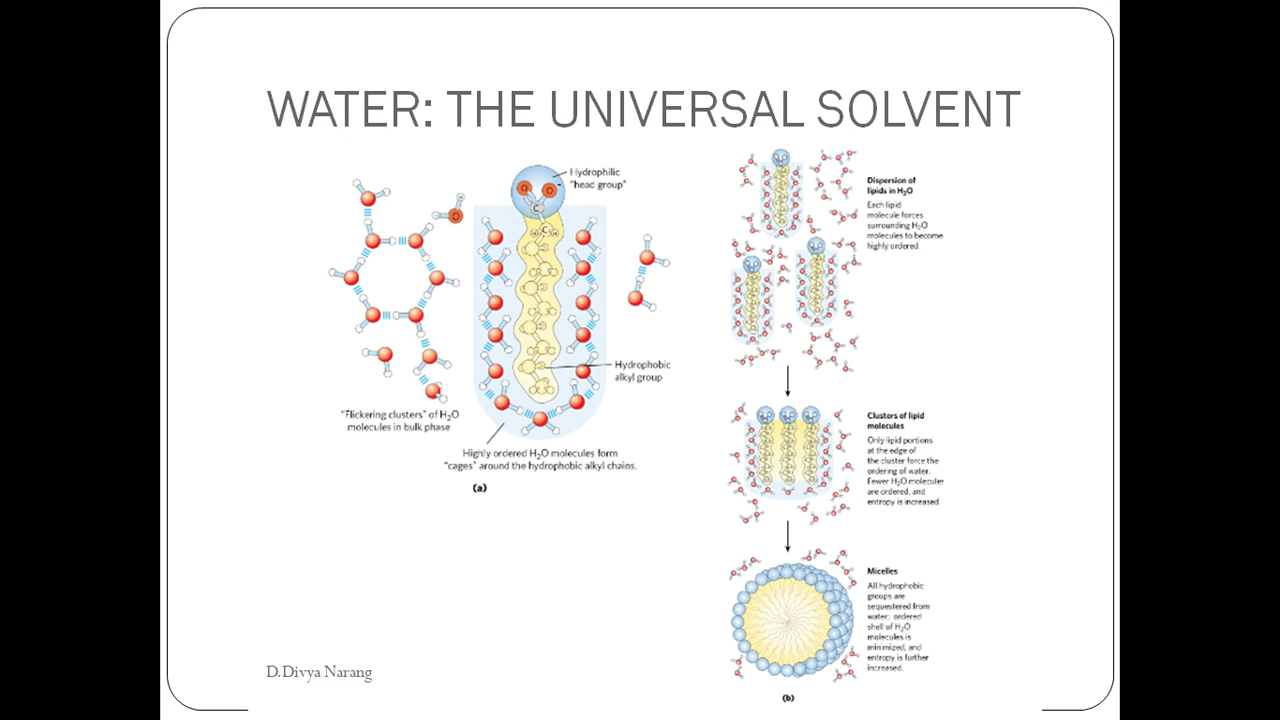 WATER: THE UNIVERSAL SOLVENT
Hydrophilic
"head group"
O
O
-
C
C
H
H
Hydrophobic
alkyl group
"Flickering clusters" of H₂O
molecules in bulk phase
Highly ordered H₂O molecules form
"cages" around the hydrophobic alkyl chains.
(a)
Dispersion of
lipids in H₂O
Each lipid
molecule forces
surrounding H₂O
molecules to become
highly ordered.
Clusters of lipid
molecules
Only lipid portions
at the edge of
the cluster force the
ordering of water.
Fewer H₂O molecules
are ordered, and
entropy is increased.
Micelles
All hydrophobic
groups are
sequestered from
water; ordered
shell of H₂O
molecules is
minimized, and
entropy is further
increased.
(b)
D.Divya Narang